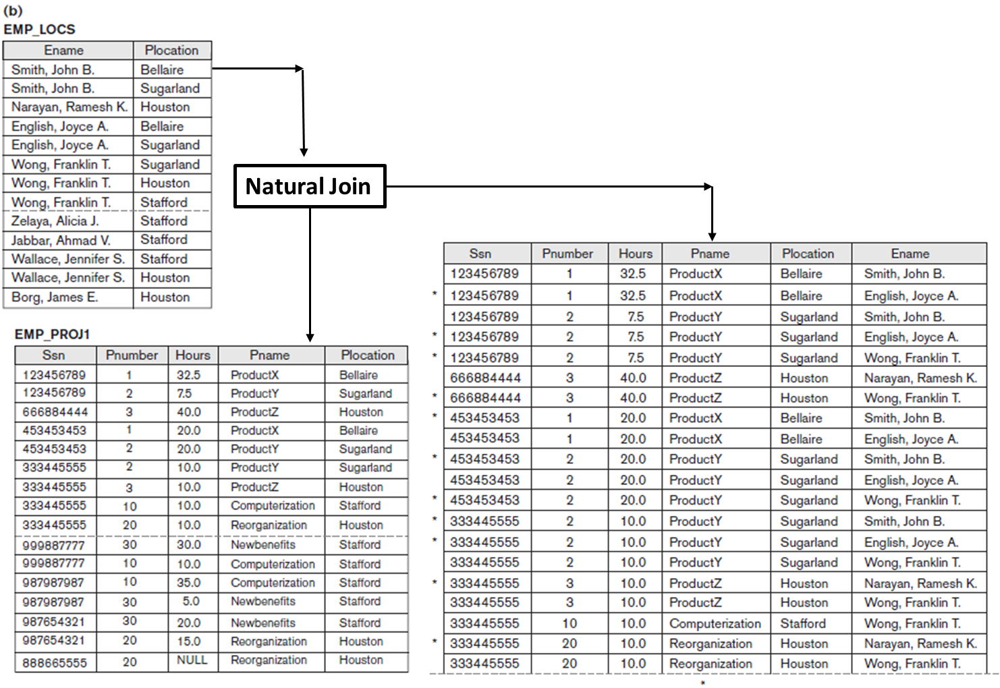 (b)
EMP_LOCS
Ename Plocation
Smith, John B. Bellaire
Smith, John B. Sugarland
Narayan, Ramesh K. Houston
English, Joyce A. Bellaire
English, Joyce A. Sugarland
Wong, Franklin T. Sugarland
Wong, Franklin T. Houston
Wong, Franklin T. Stafford
Zelaya, Alicia J. Stafford
Jabbar, Ahmad V. Stafford
Wallace, Jennifer S. Stafford
Wallace, Jennifer S. Houston
Borg, James E. Houston
Natural Join
EMP_PROJ1
Ssn Pnumber Hours Pname Plocation
123456789 1 32.5 ProductX Bellaire
123456789 2 7.5 ProductY Sugarland
666884444 3 40.0 ProductZ Houston
453453453 1 20.0 ProductX Bellaire
453453453 2 20.0 ProductY Sugarland
333445555 2 10.0 ProductY Sugarland
333445555 3 10.0 ProductZ Houston
333445555 10 10.0 Computerization Stafford
333445555 20 10.0 Reorganization Houston
999887777 30 30.0 Newbenefits Stafford
999887777 10 10.0 Computerization Stafford
987987987 10 35.0 Computerization Stafford
987987987 30 5.0 Newbenefits Stafford
987654321 30 20.0 Newbenefits Stafford
987654321 20 15.0 Reorganization Houston
888665555 20 NULL Reorganization Houston
Ssn Pnumber Hours Pname Plocation Ename
123456789 1 32.5 ProductX Bellaire Smith, John B.
* 123456789 1 32.5 ProductX Bellaire English, Joyce A.
123456789 2 7.5 ProductY Sugarland Smith, John B.
* 123456789 2 7.5 ProductY Sugarland English, Joyce A.
* 123456789 2 7.5 ProductY Sugarland Wong, Franklin T.
666884444 3 40.0 ProductZ Houston Narayan, Ramesh K.
* 666884444 3 40.0 ProductZ Houston Wong, Franklin T.
* 453453453 1 20.0 ProductX Bellaire Smith, John B.
453453453 1 20.0 ProductX Bellaire English, Joyce A.
* 453453453 2 20.0 ProductY Sugarland Smith, John B.
453453453 2 20.0 ProductY Sugarland English, Joyce A.
* 453453453 2 20.0 ProductY Sugarland Wong, Franklin T.
* 333445555 2 10.0 ProductY Sugarland Smith, John B.
* 333445555 2 10.0 ProductY Sugarland English, Joyce A.
333445555 2 10.0 ProductY Sugarland Wong, Franklin T.
* 333445555 3 10.0 ProductZ Houston Narayan, Ramesh K.
333445555 3 10.0 ProductZ Houston Wong, Franklin T.
333445555 10 10.0 Computerization Stafford Wong, Franklin T.
* 333445555 20 10.0 Reorganization Houston Narayan, Ramesh K.
333445555 20 10.0 Reorganization Houston Wong, Franklin T.
*